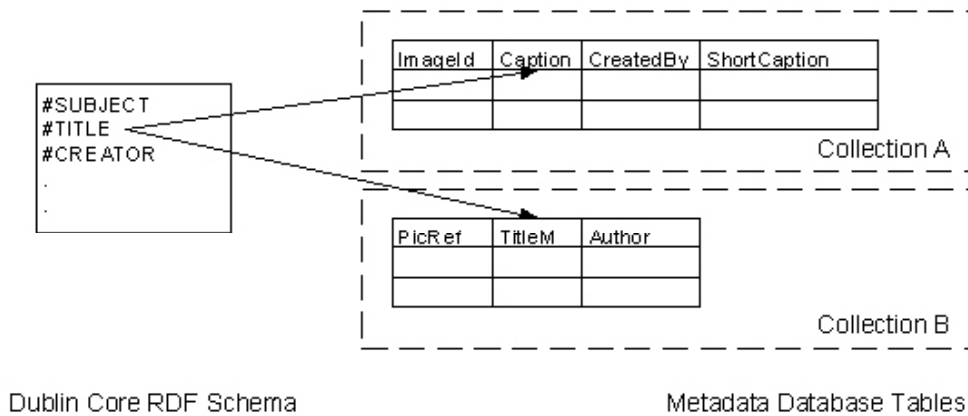 #SUBJECT
#TITLE
#CREATOR
.
.
ImageId Caption CreatedBy ShortCaption
Collection A
PicRef TitleM Author
Collection B
Dublin Core RDF Schema
Metadata Database Tables